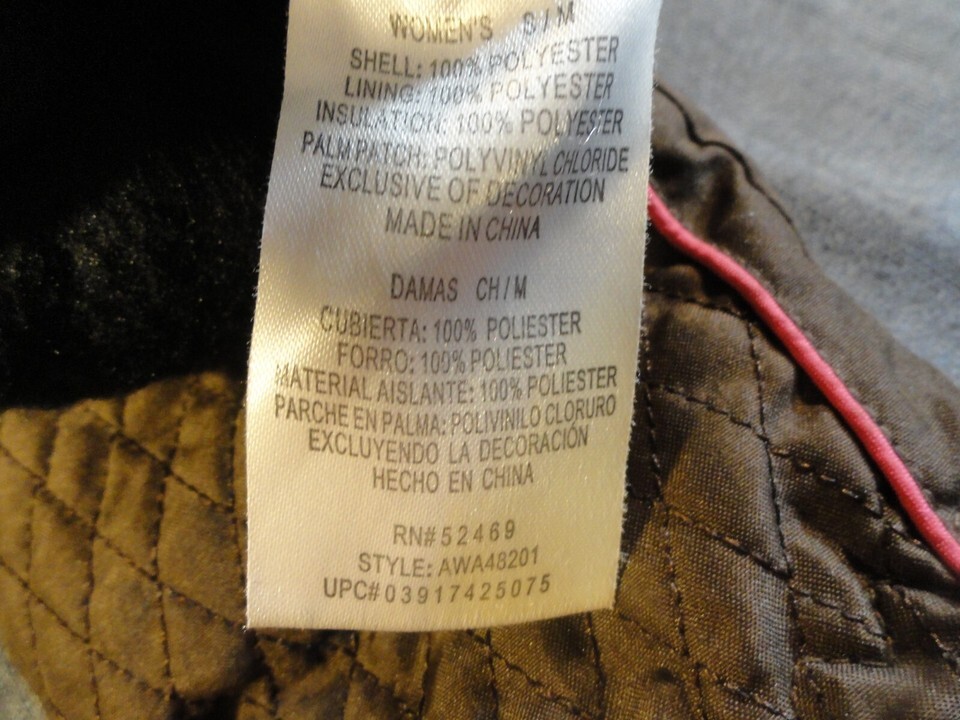 WOMEN'S S/M
SHELL: 100% POLYESTER
LINING: 100% POLYESTER
INSULATION: 100% POLYESTER
PALM PATCH: POLYVINYL CHLORIDE
EXCLUSIVE OF DECORATION
MADE IN CHINA
DAMAS CH/M
CUBIERTA: 100% POLIESTER
FORRO: 100% POLIESTER
MATERIAL AISLANTE: 100% POLIESTER
PARCHE EN PALMA: POLIVINILO CLORURO
EXCLUYENDO LA DECORACIÓN
HECHO EN CHINA
RN# 52469
STYLE: AWA48201
UPC# 03917425075